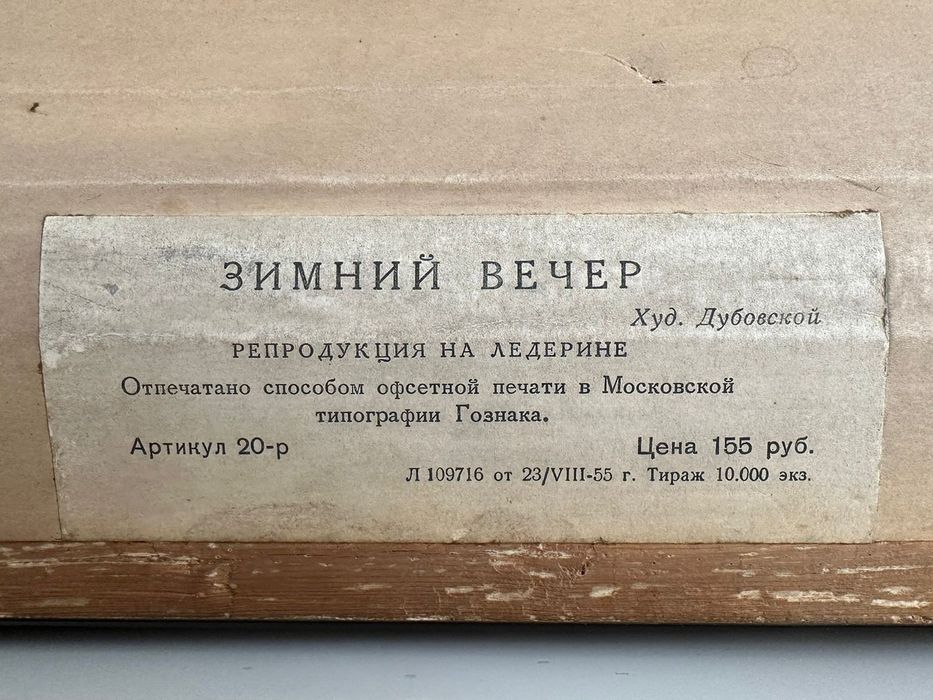 ЗИМНИЙ ВЕЧЕР
Худ. Дубовской
РЕПРОДУКЦИЯ НА ЛЕДЕРИНЕ
Отпечатано способом офсетной печати в Московской
типографии Гознака.
Артикул 20-р Цена 155 руб.
Л 109716 от 23/VIII-55 г. Тираж 10.000 экз.